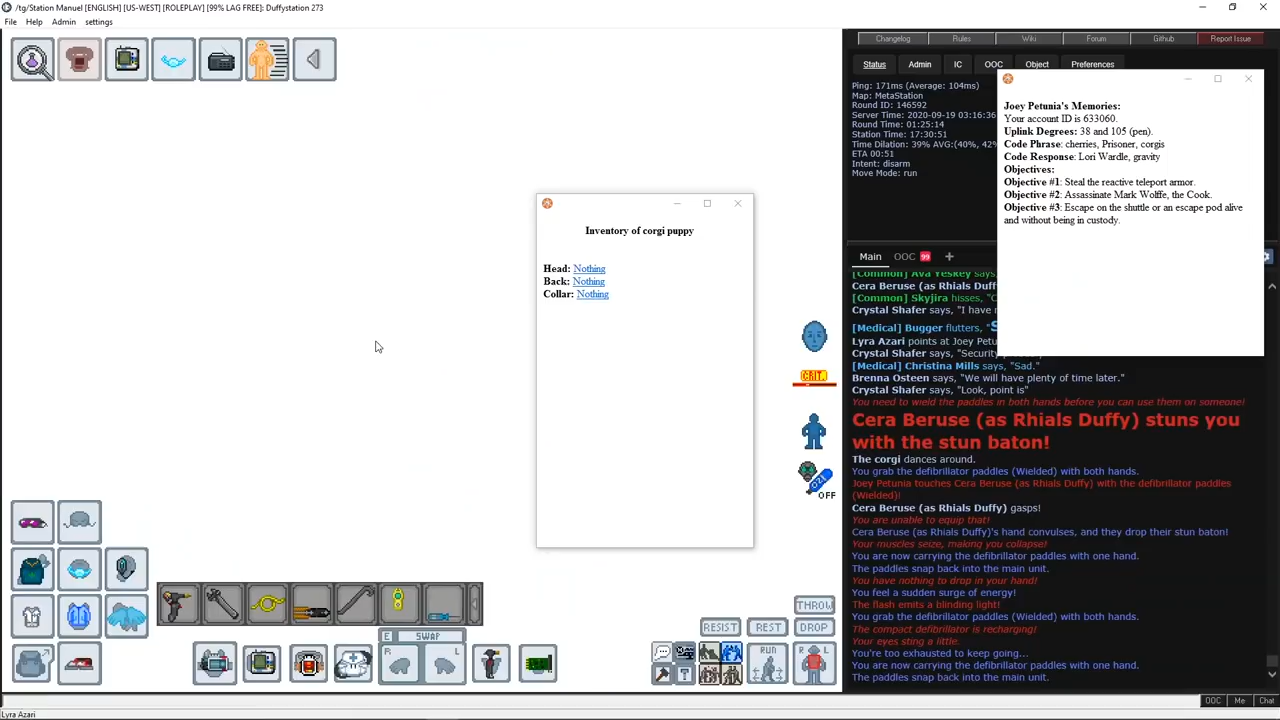 /tg/Station Manuel [ENGLISH] [US-WEST] [ROLEPLAY] [99% LAG FREE]: Duffystation 273
File Help Admin settings
Changelog Rules Wiki Forum Github Report Issue
Status Admin IC OOC Object Preferences
Ping: 171ms (Average: 104ms)
Map: MetaStation
Round ID: 146592
Server Time: 2020-09-19 03:16:36
Round Time: 01:25:14
Station Time: 17:30:51
Time Dilation: 39% AVG:(40%, 42%
ETA 00:51
Intent: disarm
Move Mode: run
Joey Petunia's Memories:
Your account ID is 633060.
Uplink Degrees: 38 and 105 (pen).
Code Phrase: cherries, Prisoner, corgis
Code Response: Lori Wardle, gravity
Objectives:
Objective #1: Steal the reactive teleport armor.
Objective #2: Assassinate Mark Wolffe, the Cook.
Objective #3: Escape on the shuttle or an escape pod alive
and without being in custody.
Inventory of corgi puppy
Head: Nothing
Back: Nothing
Collar: Nothing
CRIT.
OFF
THROW
RESIST REST DROP
E SWAP
R L
RUN
R L
Main OOC 99 +
[Common] Ava Yeskey says,
Cera Beruse (as Rhials Duff
[Common] Skyjira hisses, "C
Crystal Shafer says, "I have
[Medical] Bugger flutters, "S
Lyra Azari points at Joey Petu
Crystal Shafer says, "Security
[Medical] Christina Mills says, "Sad."
Brenna Osteen says, "We will have plenty of time later."
Crystal Shafer says, "Look, point is"
You need to wield the paddles in both hands before you can use them on someone!
Cera Beruse (as Rhials Duffy) stuns you
with the stun baton!
The corgi dances around.
You grab the defibrillator paddles (Wielded) with both hands.
Joey Petunia touches Cera Beruse (as Rhials Duffy) with the defibrillator paddles
(Wielded)!
Cera Beruse (as Rhials Duffy) gasps!
You are unable to equip that!
Cera Beruse (as Rhials Duffy)'s hand convulses, and they drop their stun baton!
Your muscles seize, making you collapse!
You are now carrying the defibrillator paddles with one hand.
The paddles snap back into the main unit.
You have nothing to drop in your hand!
You feel a sudden surge of energy!
The flash emits a blinding light!
You grab the defibrillator paddles (Wielded) with both hands.
The compact defibrillator is recharging!
Your eyes sting a little.
You're too exhausted to keep going...
You are now carrying the defibrillator paddles with one hand.
The paddles snap back into the main unit.
OOC Me Chat
Lyra Azari